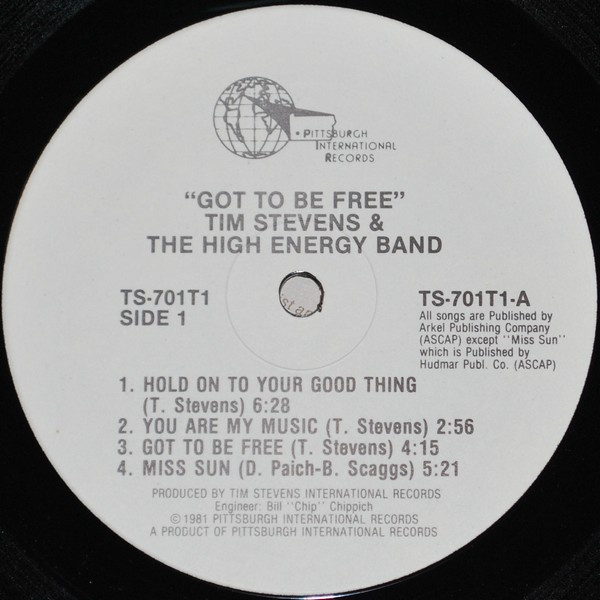 PITTSBURGH
INTERNATIONAL
RECORDS
"GOT TO BE FREE"
TIM STEVENS &
THE HIGH ENERGY BAND
TS-701T1
SIDE 1
TS-701T1-A
All songs are Published by
Arkel Publishing Company
(ASCAP) except "Miss Sun"
which is Published by
Hudmar Publ. Co. (ASCAP)
1. HOLD ON TO YOUR GOOD THING
(T. Stevens) 6:28
2. YOU ARE MY MUSIC (T. Stevens) 2:56
3. GOT TO BE FREE (T. Stevens) 4:15
4. MISS SUN (D. Paich-B. Scaggs) 5:21
PRODUCED BY TIM STEVENS INTERNATIONAL RECORDS
Engineer: Bill "Chip" Chippich
©1981 PITTSBURGH INTERNATIONAL RECORDS
A PRODUCT OF PITTSBURGH INTERNATIONAL RECORDS